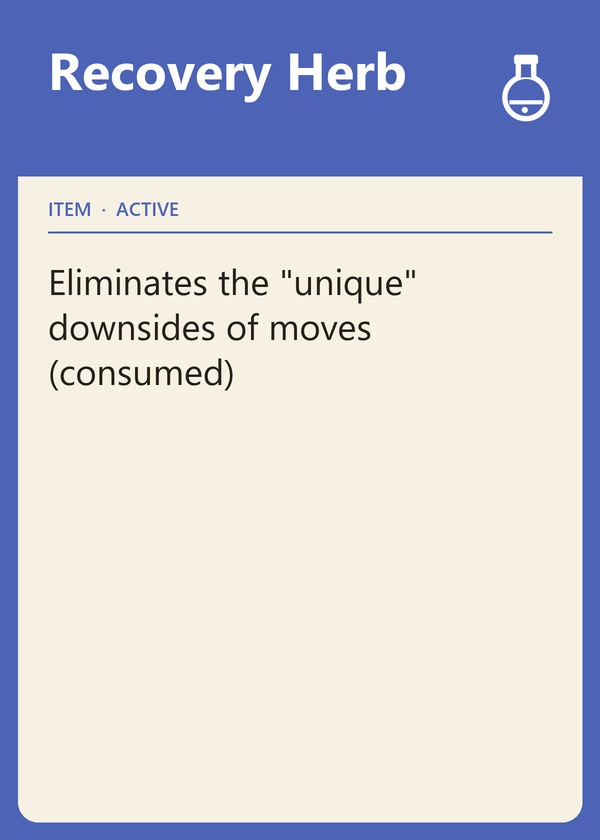 Recovery Herb
ITEM · ACTIVE
Eliminates the "unique"
downsides of moves
(consumed)